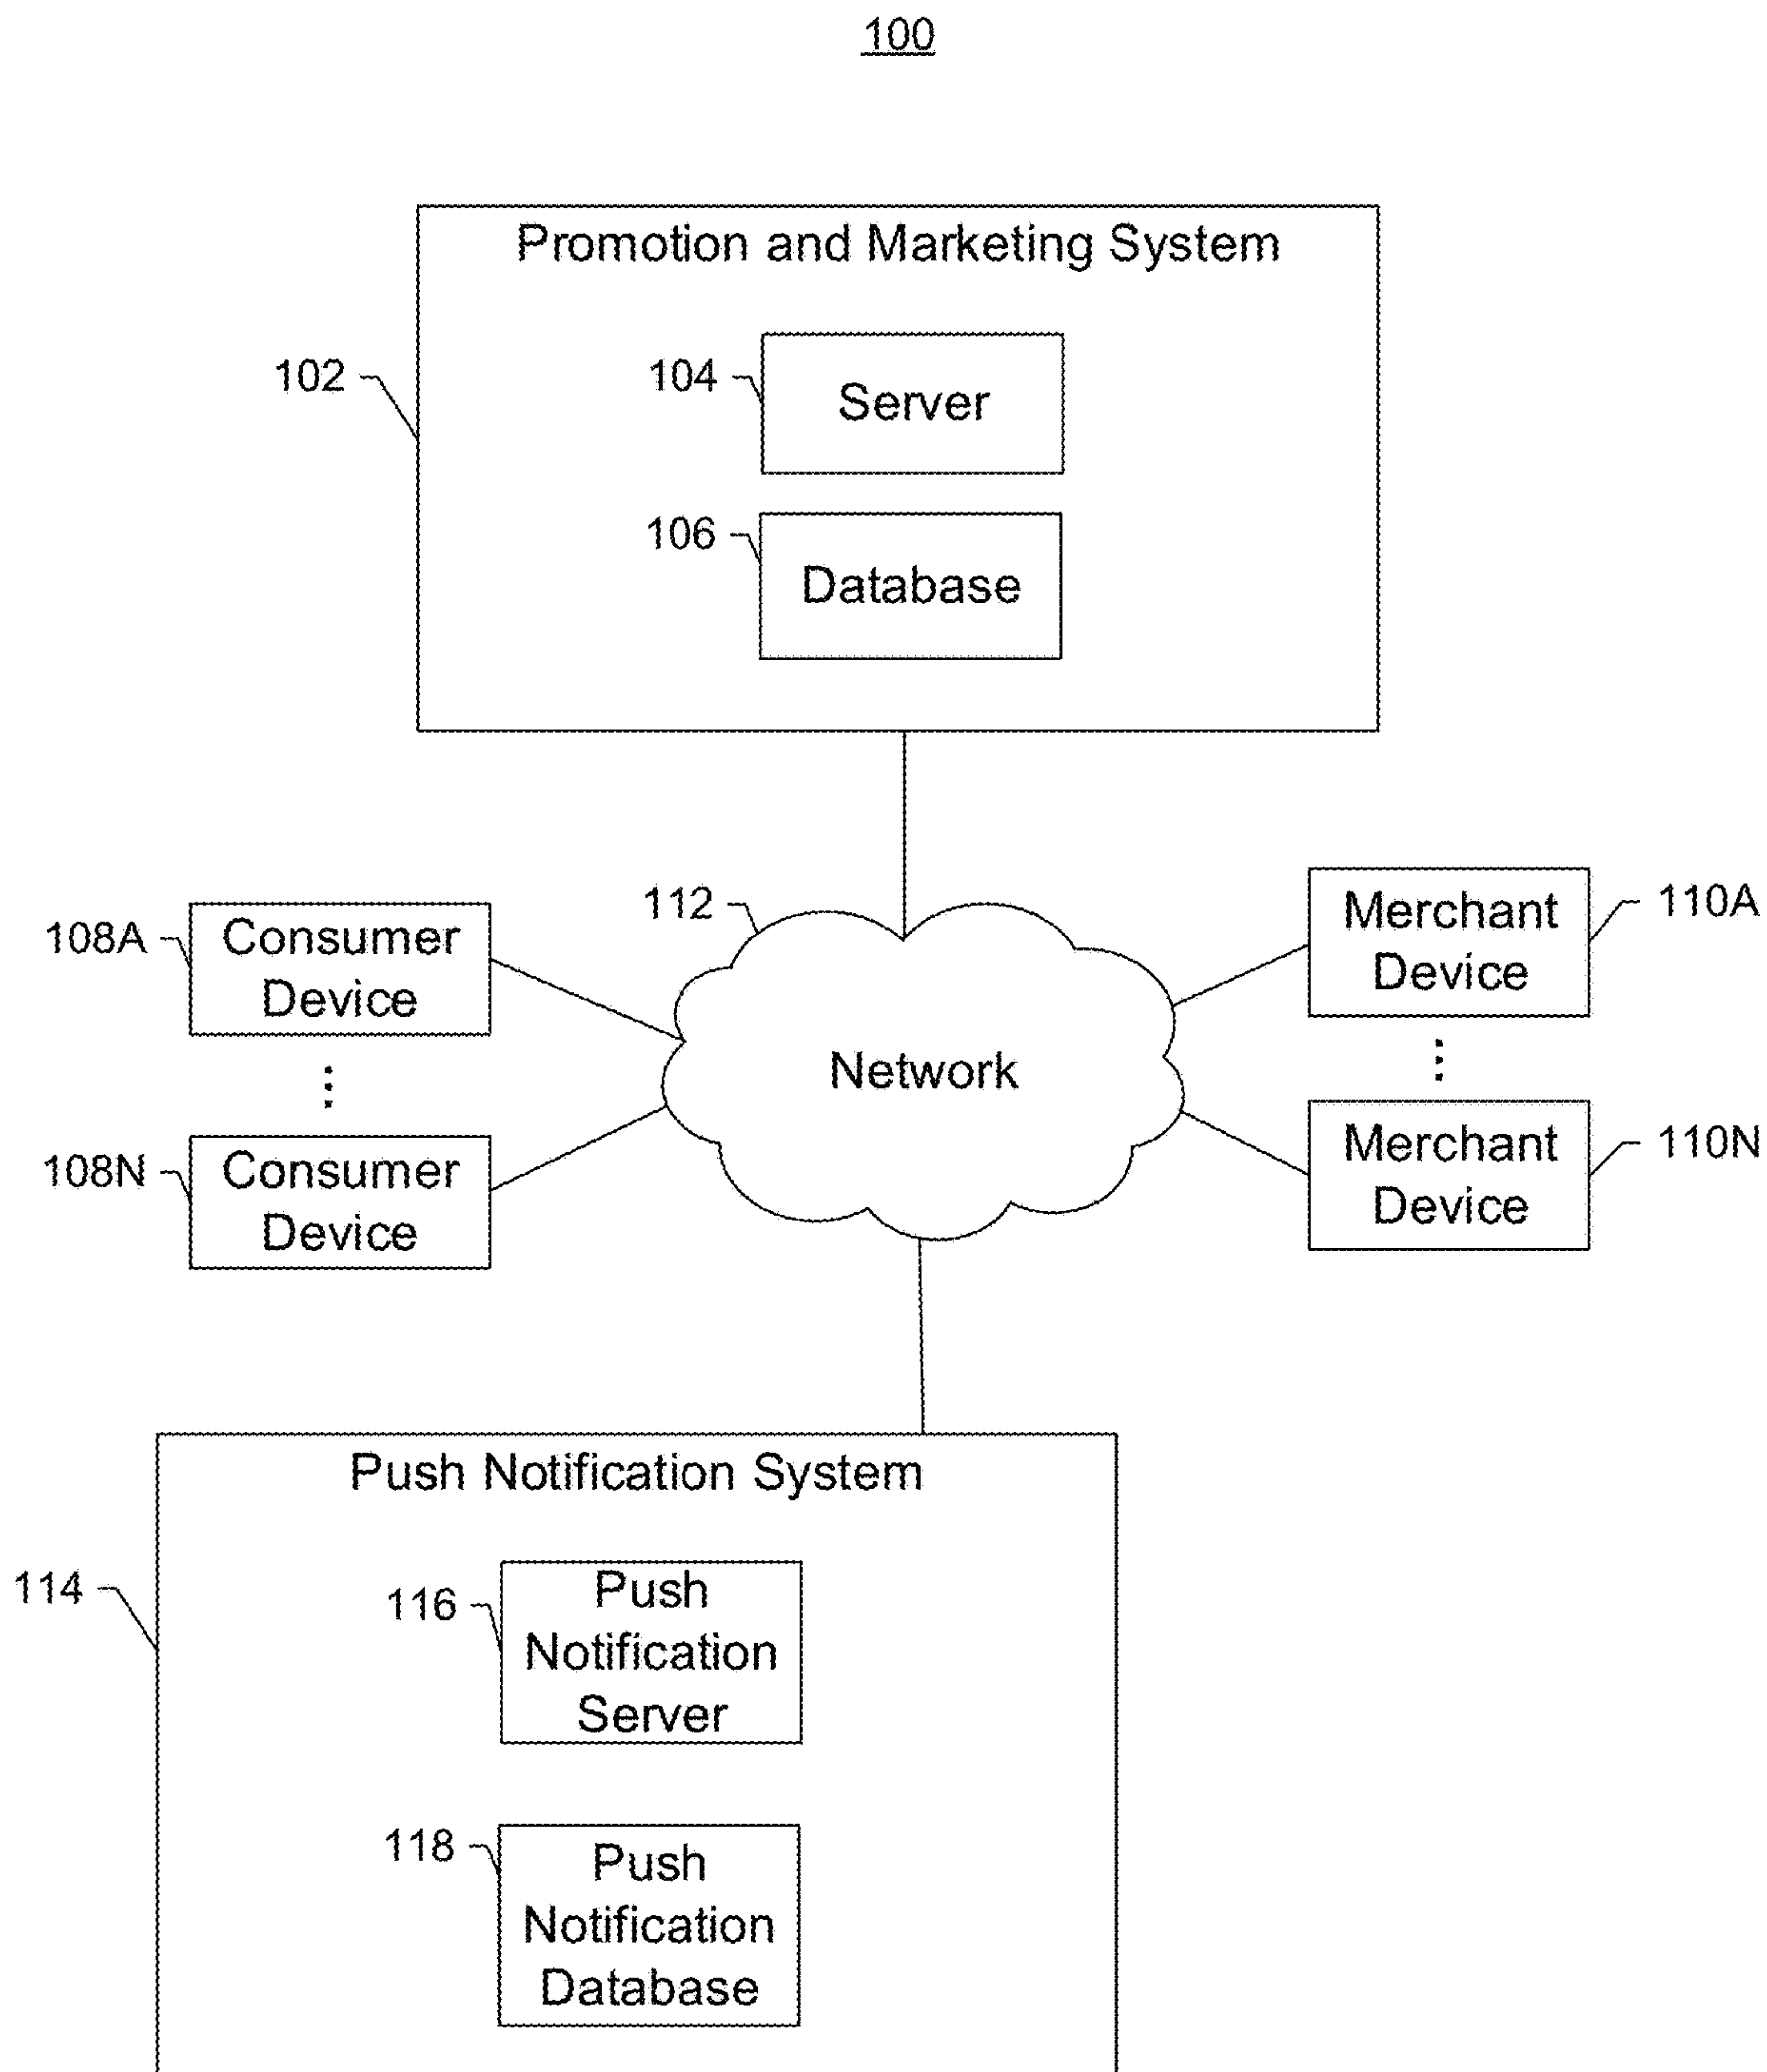 100
Promotion and Marketing System
102
104
Server
106
Database
112
108A
Consumer
Device
108N
Consumer
Device
Network
Merchant
Device
110A
Merchant
Device
110N
Push Notification System
114
116
Push
Notification
Server
118
Push
Notification
Database